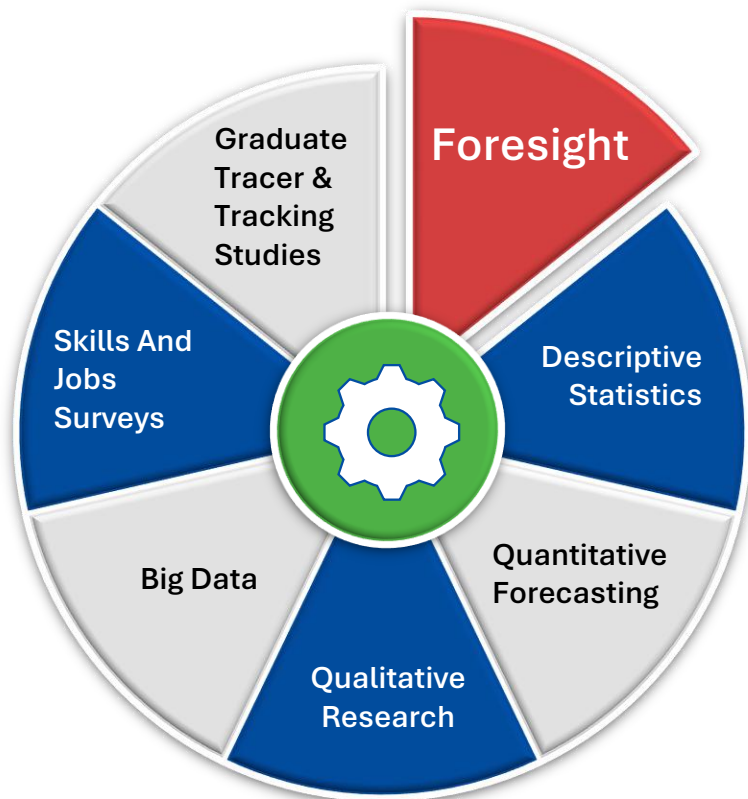 Foresight
Descriptive
Statistics
Quantitative
Forecasting
Qualitative
Research
Big Data
Skills And
Jobs
Surveys
Graduate
Tracer &
Tracking
Studies